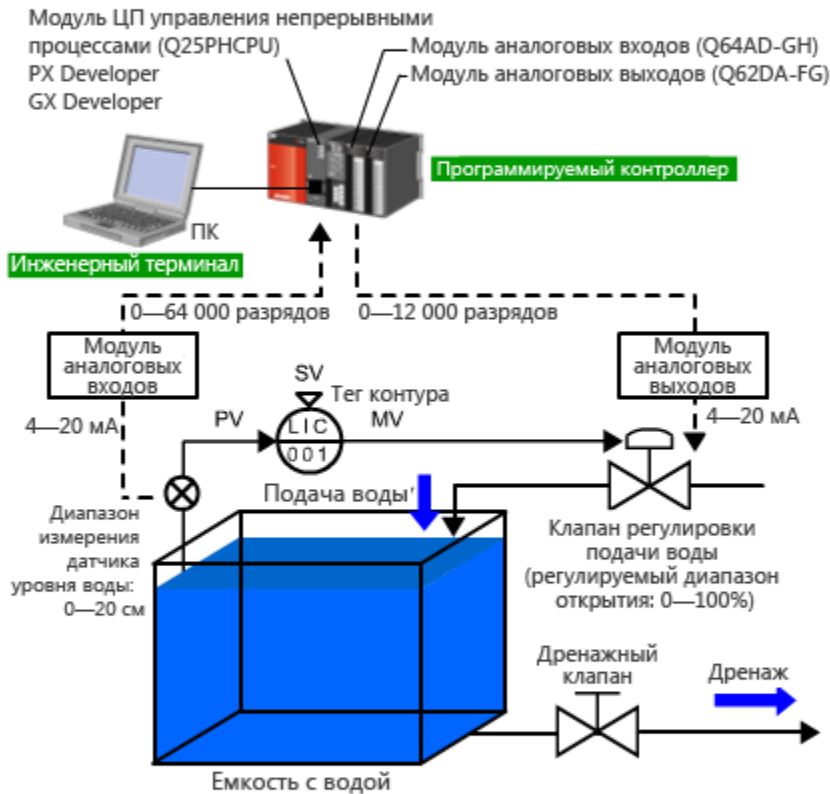 Модуль ЦП управления непрерывными
процессами (Q25PHCPU)
PX Developer
GX Developer
Модуль аналоговых входов (Q64AD-GH)
Модуль аналоговых выходов (Q62DA-FG)
Программируемый контроллер
ПК
Инженерный терминал
0—64 000 разрядов
0—12 000 разрядов
Модуль
аналоговых
входов
Модуль
аналоговых
выходов
SV
Тег контура
PV
MV
LIC
001
4—20 мА
4—20 мА
Подача воды
Диапазон
измерения
датчика
уровня воды:
0—20 см
Клапан регулировки
подачи воды
(регулируемый диапазон
открытия: 0—100%)
Дренажный
клапан
Дренаж
Емкость с водой